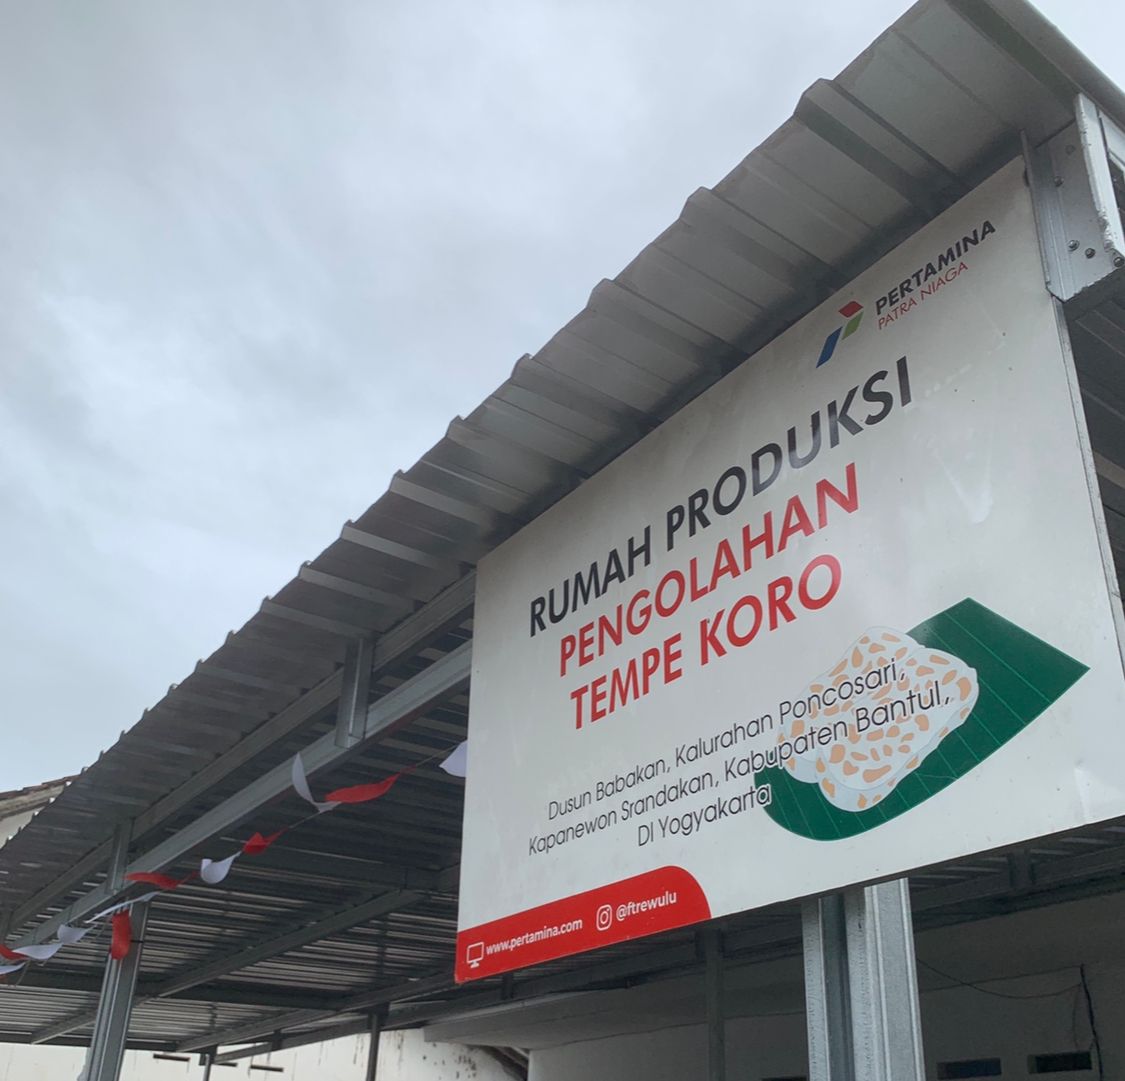 PERTAMINA
PATRA NIAGA
RUMAH PRODUKSI
PENGOLAHAN
TEMPE KORO
Dusun Babakan, Kalurahan Poncosari,
Kapanewon Srandakan, Kabupaten Bantul,
DI Yogyakarta
www.pertamina.com @ftrewulu